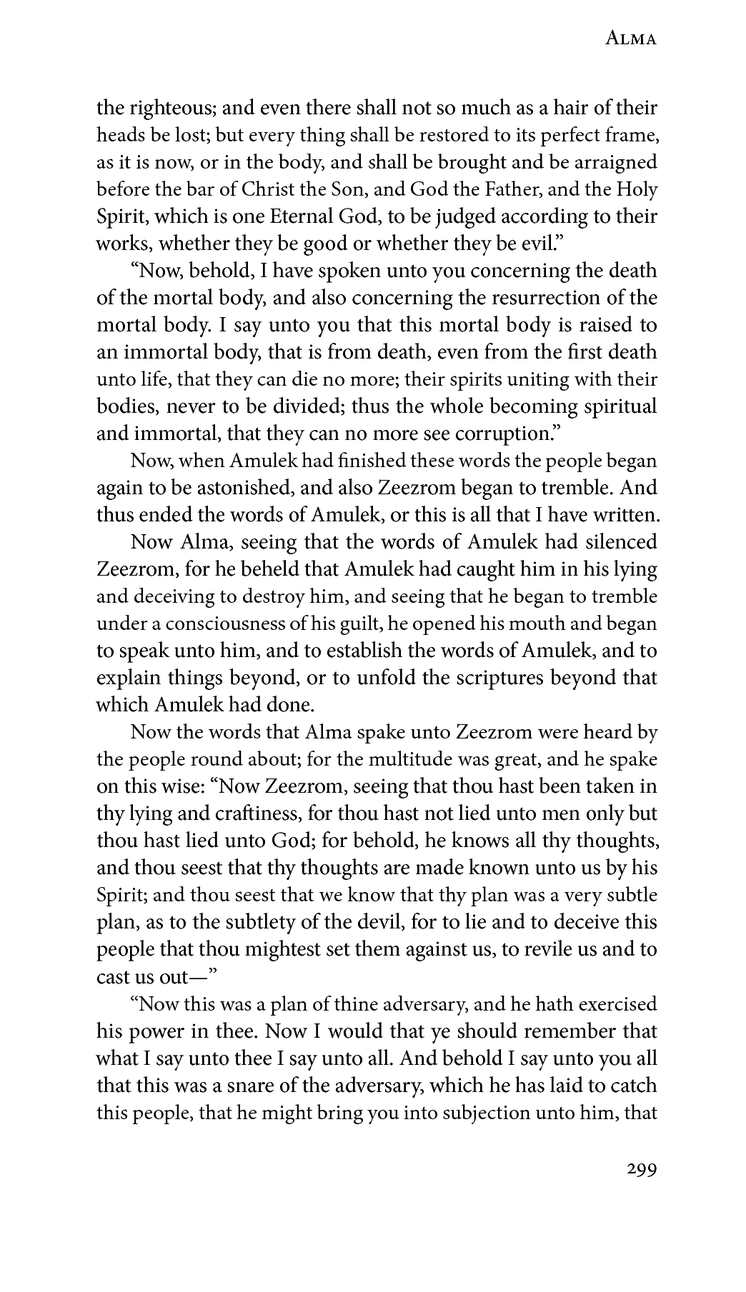 Alma
the righteous; and even there shall not so much as a hair of their
heads be lost; but every thing shall be restored to its perfect frame,
as it is now, or in the body, and shall be brought and be arraigned
before the bar of Christ the Son, and God the Father, and the Holy
Spirit, which is one Eternal God, to be judged according to their
works, whether they be good or whether they be evil.”
“Now, behold, I have spoken unto you concerning the death
of the mortal body, and also concerning the resurrection of the
mortal body. I say unto you that this mortal body is raised to
an immortal body, that is from death, even from the first death
unto life, that they can die no more; their spirits uniting with their
bodies, never to be divided; thus the whole becoming spiritual
and immortal, that they can no more see corruption.”
Now, when Amulek had finished these words the people began
again to be astonished, and also Zeezrom began to tremble. And
thus ended the words of Amulek, or this is all that I have written.
Now Alma, seeing that the words of Amulek had silenced
Zeezrom, for he beheld that Amulek had caught him in his lying
and deceiving to destroy him, and seeing that he began to tremble
under a consciousness of his guilt, he opened his mouth and began
to speak unto him, and to establish the words of Amulek, and to
explain things beyond, or to unfold the scriptures beyond that
which Amulek had done.
Now the words that Alma spake unto Zeezrom were heard by
the people round about; for the multitude was great, and he spake
on this wise: “Now Zeezrom, seeing that thou hast been taken in
thy lying and craftiness, for thou hast not lied unto men only but
thou hast lied unto God; for behold, he knows all thy thoughts,
and thou seest that thy thoughts are made known unto us by his
Spirit; and thou seest that we know that thy plan was a very subtle
plan, as to the subtlety of the devil, for to lie and to deceive this
people that thou mightest set them against us, to revile us and to
cast us out—”
“Now this was a plan of thine adversary, and he hath exercised
his power in thee. Now I would that ye should remember that
what I say unto thee I say unto all. And behold I say unto you all
that this was a snare of the adversary, which he has laid to catch
this people, that he might bring you into subjection unto him, that
299